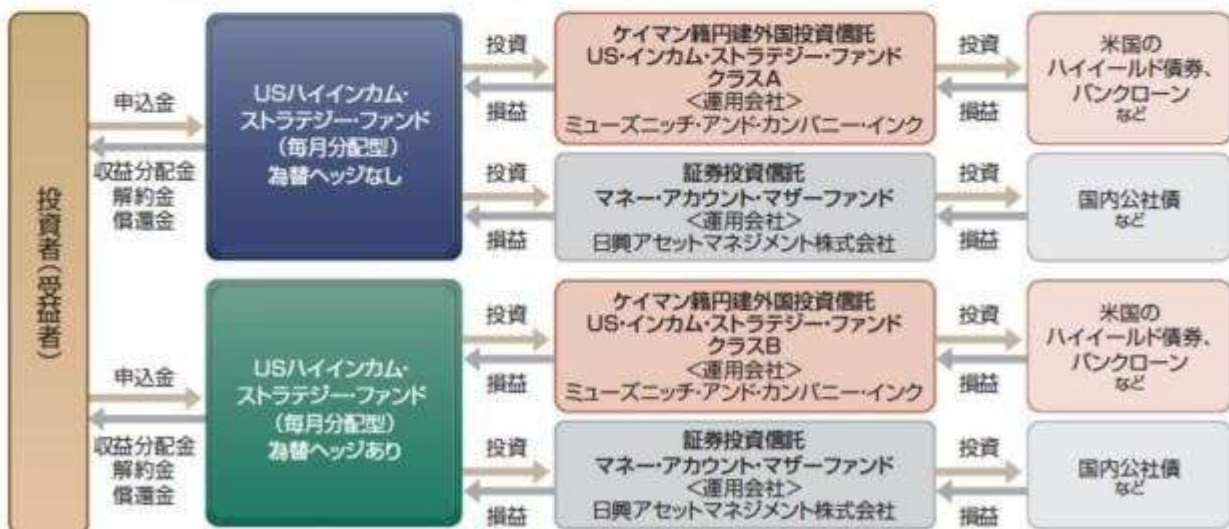 投資者(受益者)
申込金
収益分配金
解約金
償還金
USハイインカム・
ストラテジー・ファンド
(毎月分配型)
為替ヘッジなし
投資
損益
ケイマン籍円建外国投資信託
US・インカム・ストラテジー・ファンド
クラスA
<運用会社>
ミューズニッチ・アンド・カンパニー・インク
投資
損益
米国の
ハイイールド債券、
バンクローン
など
投資
損益
証券投資信託
マネー・アカウント・マザーファンド
<運用会社>
日興アセットマネジメント株式会社
投資
損益
国内公社債
など
申込金
収益分配金
解約金
償還金
USハイインカム・
ストラテジー・ファンド
(毎月分配型)
為替ヘッジあり
投資
損益
ケイマン籍円建外国投資信託
US・インカム・ストラテジー・ファンド
クラスB
<運用会社>
ミューズニッチ・アンド・カンパニー・インク
投資
損益
米国の
ハイイールド債券、
バンクローン
など
投資
損益
証券投資信託
マネー・アカウント・マザーファンド
<運用会社>
日興アセットマネジメント株式会社
投資
損益
国内公社債
など